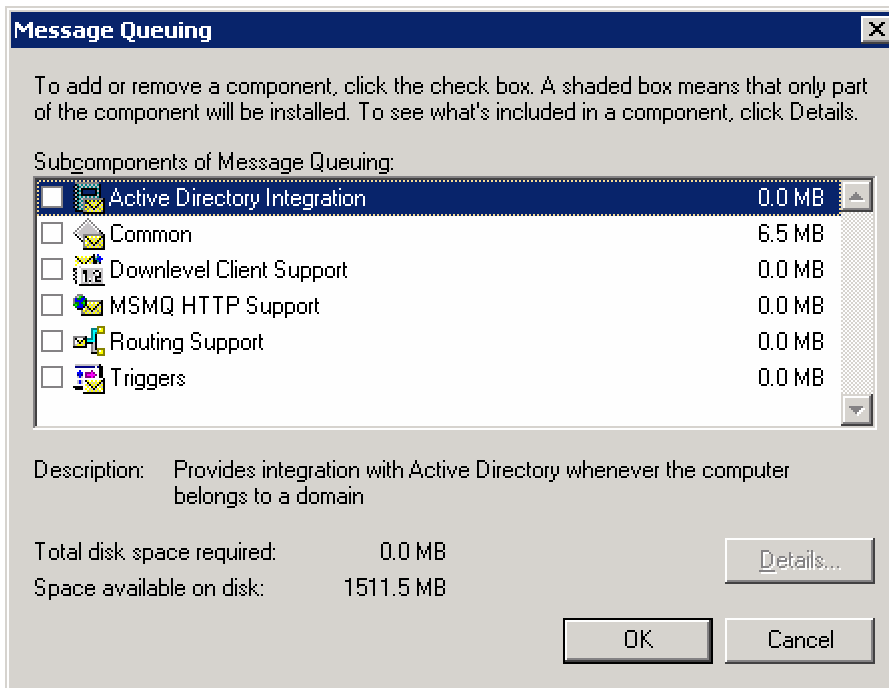 Message Queuing
To add or remove a component, click the check box. A shaded box means that only part
of the component will be installed. To see what's included in a component, click Details.
Subcomponents of Message Queuing:
Active Directory Integration 0.0 MB
Common 6.5 MB
Downlevel Client Support 0.0 MB
MSMQ HTTP Support 0.0 MB
Routing Support 0.0 MB
Triggers 0.0 MB
Description: Provides integration with Active Directory whenever the computer
belongs to a domain
Total disk space required: 0.0 MB
Details...
Space available on disk: 1511.5 MB
OK Cancel